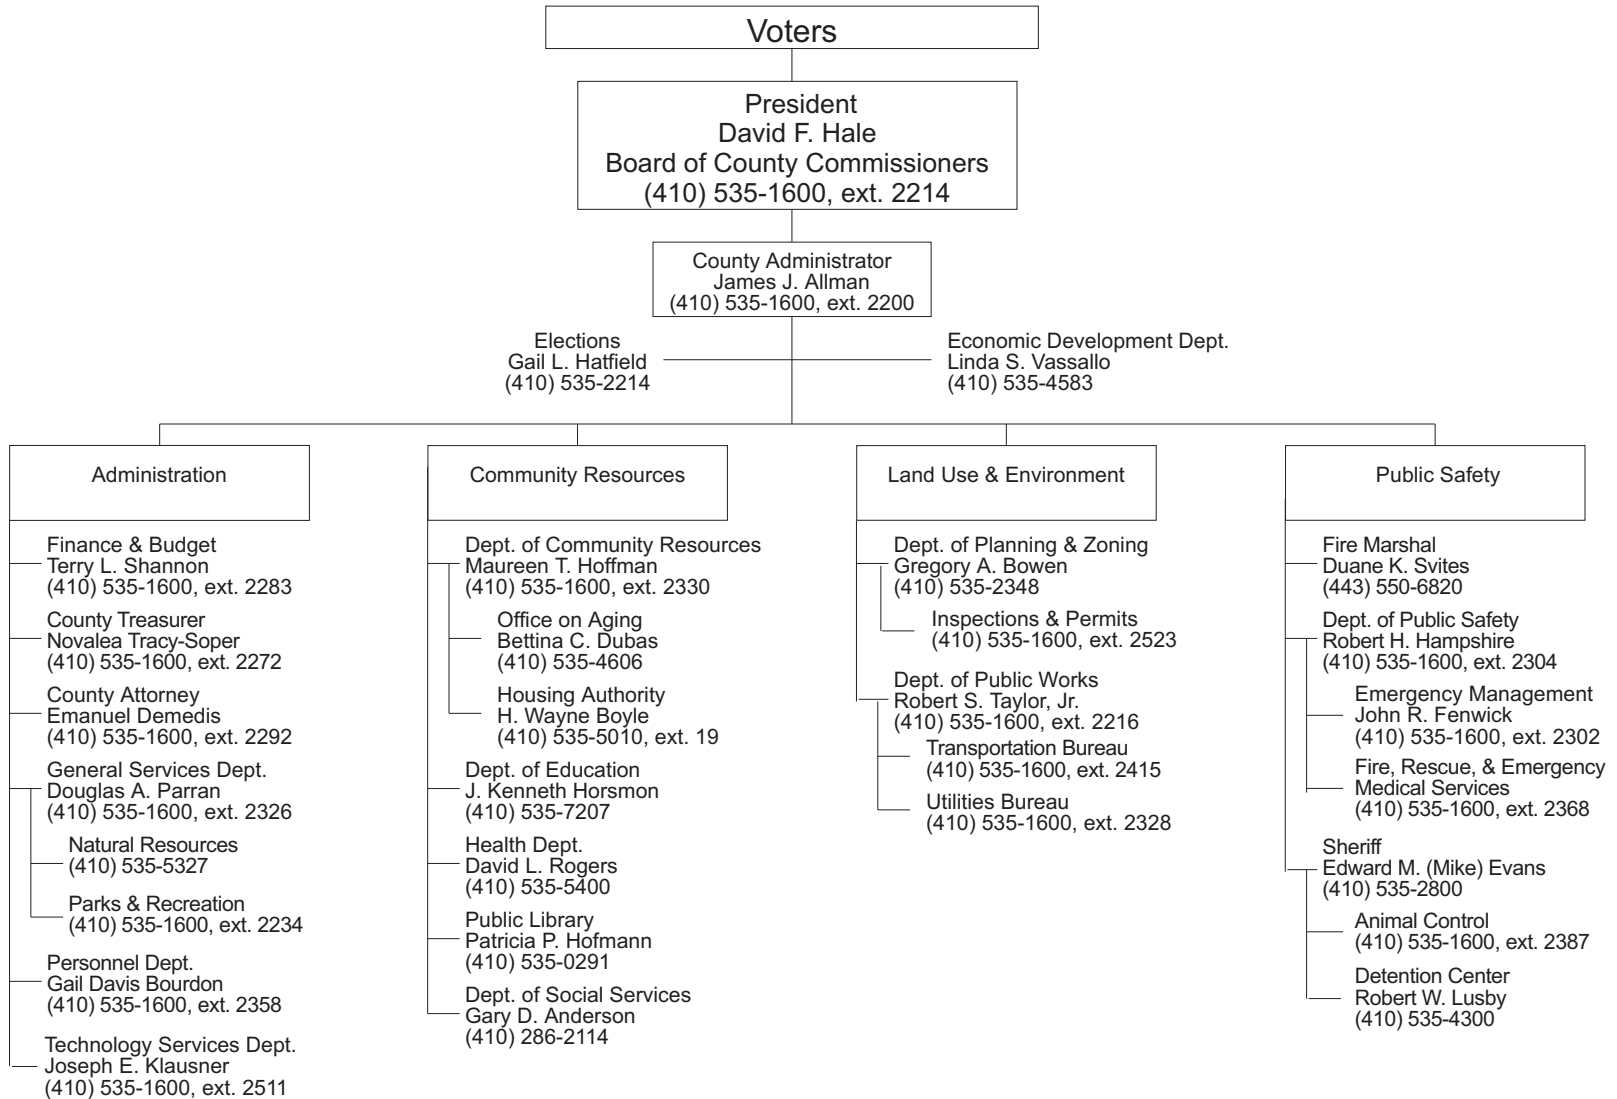 Voters
President
David F. Hale
Board of County Commissioners
(410) 535-1600, ext. 2214
County Administrator
James J. Allman
(410) 535-1600, ext. 2200
Elections
Gail L. Hatfield
(410) 535-2214
Economic Development Dept.
Linda S. Vassallo
(410) 535-4583
Administration
Finance & Budget
Terry L. Shannon
(410) 535-1600, ext. 2283
County Treasurer
Novalea Tracy-Soper
(410) 535-1600, ext. 2272
County Attorney
Emanuel Demedis
(410) 535-1600, ext. 2292
General Services Dept.
Douglas A. Parran
(410) 535-1600, ext. 2326
Natural Resources
(410) 535-5327
Parks & Recreation
(410) 535-1600, ext. 2234
Personnel Dept.
Gail Davis Bourdon
(410) 535-1600, ext. 2358
Technology Services Dept.
Joseph E. Klausner
(410) 535-1600, ext. 2511
Community Resources
Dept. of Community Resources
Maureen T. Hoffman
(410) 535-1600, ext. 2330
Office on Aging
Bettina C. Dubas
(410) 535-4606
Housing Authority
H. Wayne Boyle
(410) 535-5010, ext. 19
Dept. of Education
J. Kenneth Horsmon
(410) 535-7207
Health Dept.
David L. Rogers
(410) 535-5400
Public Library
Patricia P. Hofmann
(410) 535-0291
Dept. of Social Services
Gary D. Anderson
(410) 286-2114
Land Use & Environment
Dept. of Planning & Zoning
Gregory A. Bowen
(410) 535-2348
Inspections & Permits
(410) 535-1600, ext. 2523
Dept. of Public Works
Robert S. Taylor, Jr.
(410) 535-1600, ext. 2216
Transportation Bureau
(410) 535-1600, ext. 2415
Utilities Bureau
(410) 535-1600, ext. 2328
Public Safety
Fire Marshal
Duane K. Svites
(443) 550-6820
Dept. of Public Safety
Robert H. Hampshire
(410) 535-1600, ext. 2304
Emergency Management
John R. Fenwick
(410) 535-1600, ext. 2302
Fire, Rescue, & Emergency
Medical Services
(410) 535-1600, ext. 2368
Sheriff
Edward M. (Mike) Evans
(410) 535-2800
Animal Control
(410) 535-1600, ext. 2387
Detention Center
Robert W. Lusby
(410) 535-4300